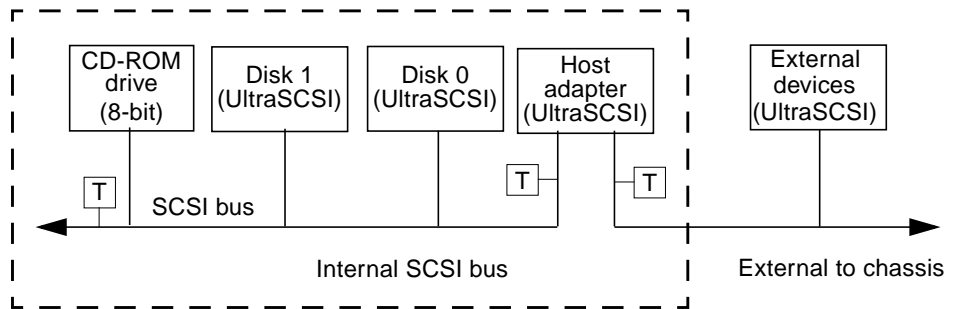 CD-ROM
drive
(8-bit)
Disk 1
(UltraSCSI)
Disk 0
(UltraSCSI)
Host
adapter
(UltraSCSI)
External
devices
(UltraSCSI)
T
T
T
SCSI bus
Internal SCSI bus
External to chassis